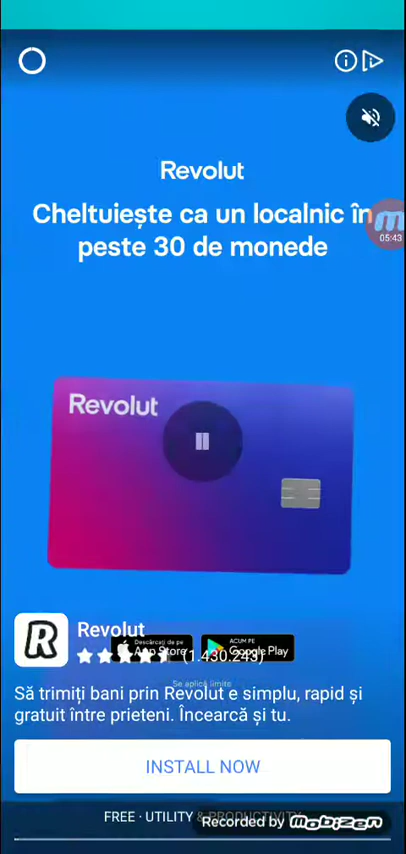 Revolut
Cheltuiește ca un localnic în
peste 30 de monede
m
05:43
Revolut
R
Revolut
Descărcați de pe
App Store
ACUM PE
Google Play
(1.430.243)
Se aplică limite
Să trimiți bani prin Revolut e simplu, rapid și
gratuit între prieteni. Încearcă și tu.
INSTALL NOW
FREE · UTILITY & PRODUCTIVITY
Recorded by Mobizen